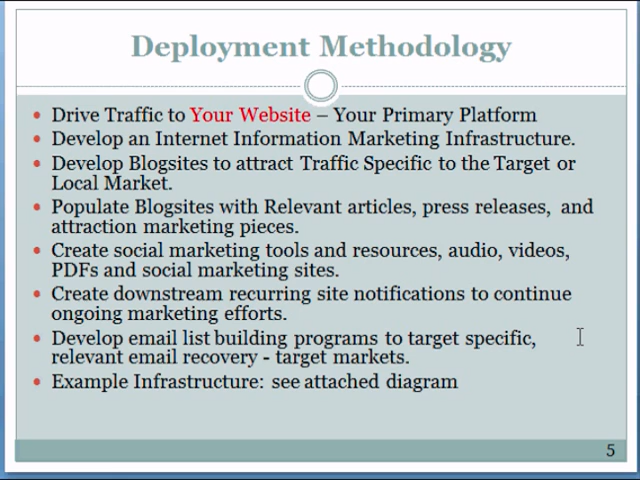 Deployment Methodology
Drive Traffic to Your Website – Your Primary Platform
Develop an Internet Information Marketing Infrastructure.
Develop Blogsites to attract Traffic Specific to the Target or
Local Market.
Populate Blogsites with Relevant articles, press releases, and
attraction marketing pieces.
Create social marketing tools and resources, audio, videos,
PDFs and social marketing sites.
Create downstream recurring site notifications to continue
ongoing marketing efforts.
Develop email list building programs to target specific,
relevant email recovery - target markets.
Example Infrastructure: see attached diagram
5